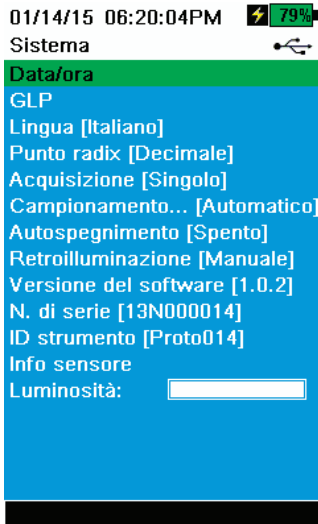 01/14/15 06:20:04PM 79%
Sistema
Data/ora
GLP
Lingua [Italiano]
Punto radix [Decimale]
Acquisizione [Singolo]
Campionamento... [Automatico]
Autospegnimento [Spento]
Retroilluminazione [Manuale]
Versione del software [1.0.2]
N. di serie [13N000014]
ID strumento [Proto014]
Info sensore
Luminosità: